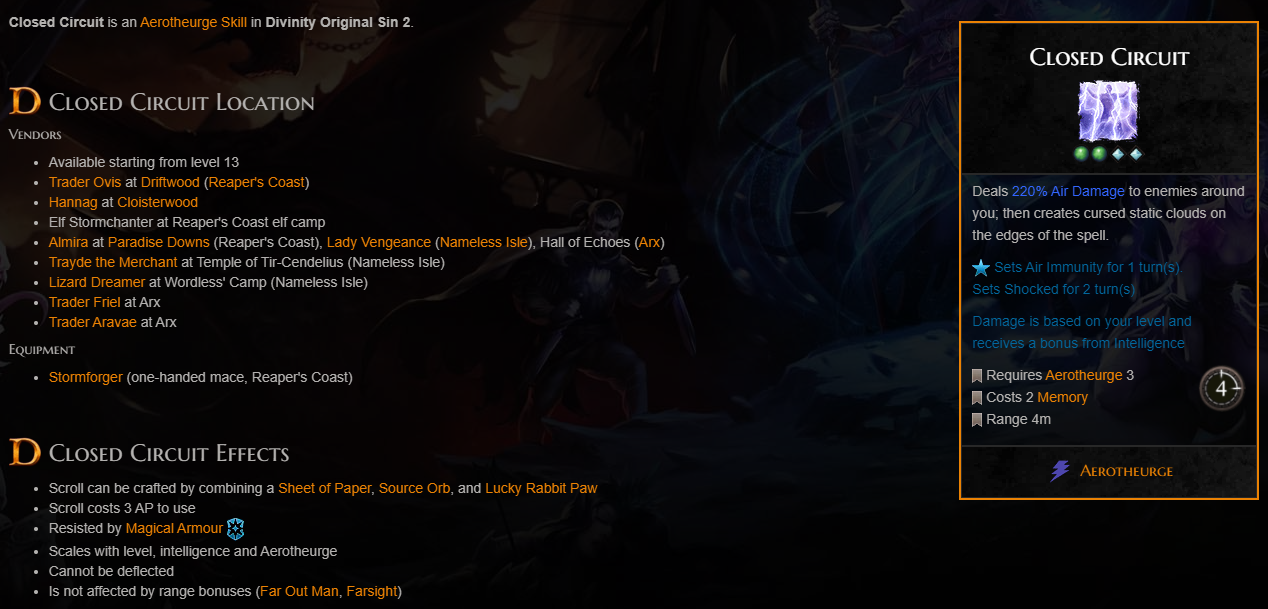 Closed Circuit is an Aerotheurge Skill in Divinity Original Sin 2.
Closed Circuit Location
Vendors
Available starting from level 13
Trader Ovis at Driftwood (Reaper's Coast)
Hannag at Cloisterwood
Elf Stormchanter at Reaper's Coast elf camp
Almira at Paradise Downs (Reaper's Coast), Lady Vengeance (Nameless Isle), Hall of Echoes (Arx)
Trayde the Merchant at Temple of Tir-Cendelius (Nameless Isle)
Lizard Dreamer at Wordless' Camp (Nameless Isle)
Trader Friel at Arx
Trader Aravae at Arx
Equipment
Stormforger (one-handed mace, Reaper's Coast)
Closed Circuit Effects
Scroll can be crafted by combining a Sheet of Paper, Source Orb, and Lucky Rabbit Paw
Scroll costs 3 AP to use
Resisted by Magical Armour
Scales with level, intelligence and Aerotheurge
Cannot be deflected
Is not affected by range bonuses (Far Out Man, Farsight)
Closed Circuit
Deals 220% Air Damage to enemies around
you; then creates cursed static clouds on
the edges of the spell.
Sets Air Immunity for 1 turn(s).
Sets Shocked for 2 turn(s)
Damage is based on your level and
receives a bonus from Intelligence
Requires Aerotheurge 3
Costs 2 Memory
Range 4m
4
Aerotheurge